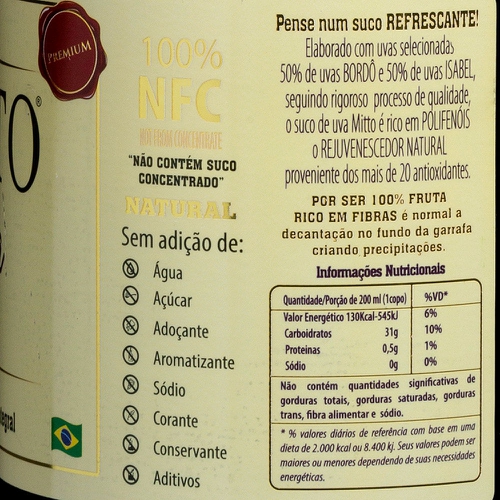 PREMIUM
TO®
egral
100%
NFC
NOT FROM CONCENTRATE
"NÃO CONTÉM SUCO
CONCENTRADO"
NATURAL
Sem adição de:
Água
Açúcar
Adoçante
Aromatizante
Sódio
Corante
Conservante
Aditivos
Pense num suco REFRESCANTE!
Elaborado com uvas selecionadas
50% de uvas BORDÔ e 50% de uvas ISABEL,
seguindo rigoroso processo de qualidade,
o suco de uva Mitto é rico em POLIFENÓIS
o REJUVENESCEDOR NATURAL
proveniente dos mais de 20 antioxidantes.
POR SER 100% FRUTA
RICO EM FIBRAS é normal a
decantação no fundo da garrafa
criando precipitações.
Informações Nutricionais
Quantidade/Porção de 200 ml (1copo) %VD*
Valor Energético 130Kcal-545kJ 6%
Carboidratos 31g 10%
Proteinas 0,5g 1%
Sódio 0g 0%
Não contém quantidades significativas de
gorduras totais, gorduras saturadas, gorduras
trans, fibra alimentar e sódio.
* % valores diários de referência com base em uma
dieta de 2.000 kcal ou 8.400 kj. Seus valores podem ser
maiores ou menores dependendo de suas necessidades
energéticas.